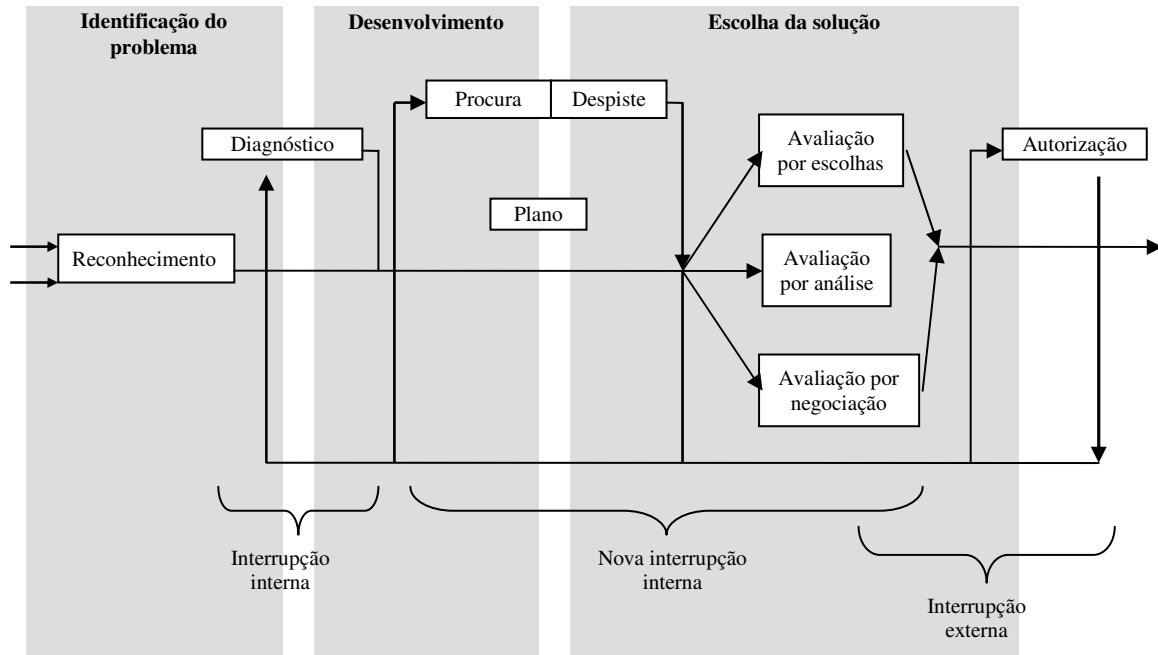 Identificação do
problema
Desenvolvimento
Escolha da solução
Procura
Despiste
Diagnóstico
Avaliação
por escolhas
Autorização
Plano
Reconhecimento
Avaliação
por análise
Avaliação por
negociação
Interrupção
interna
Nova interrupção
interna
Interrupção
externa